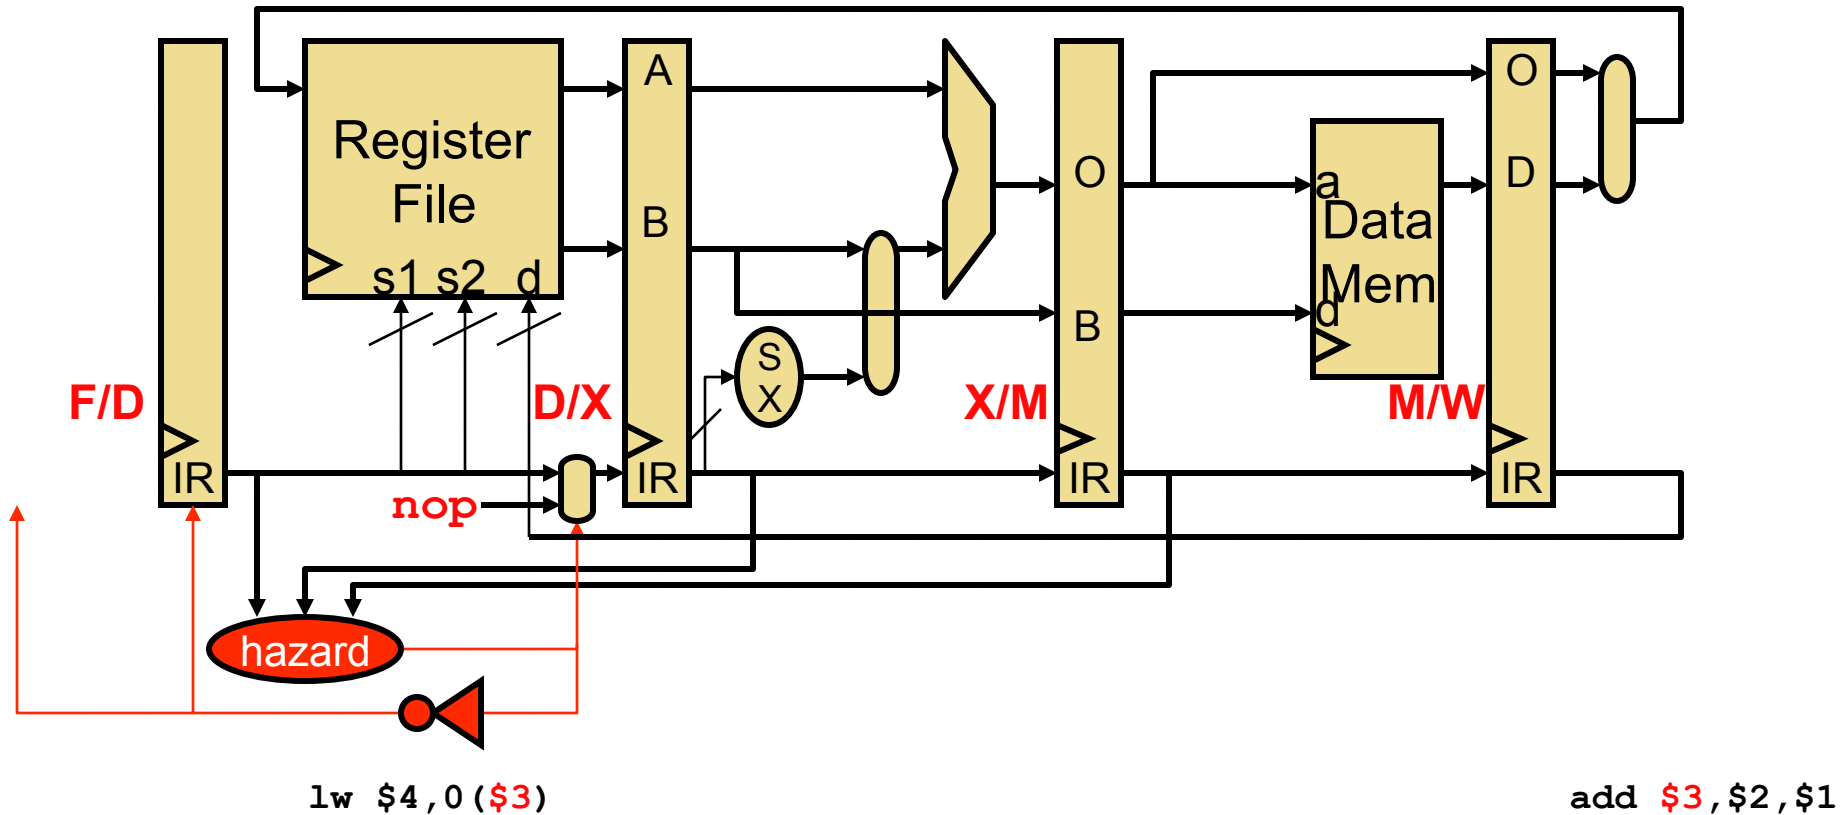 Register
File
s1 s2 d
A
B
S
X
O
B
a
Data
Mem
d
O
D
F/D
D/X
X/M
M/W
IR
IR
IR
IR
nop
hazard
lw $4,0($3)
add $3,$2,$1